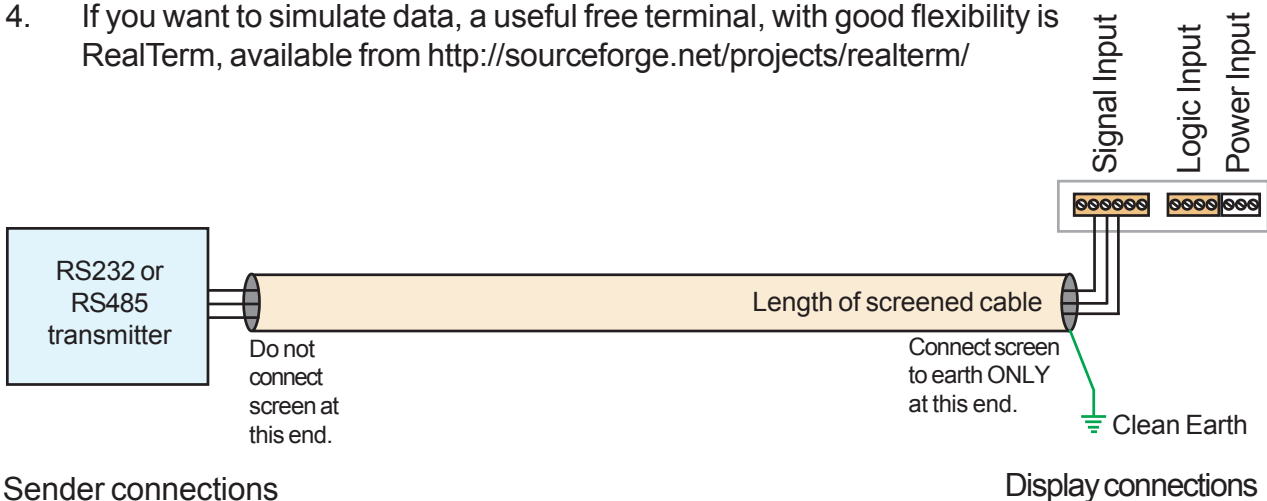 4. If you want to simulate data, a useful free terminal, with good flexibility is
RealTerm, available from http://sourceforge.net/projects/realterm/
Signal Input
Logic Input
Power Input
RS232 or
RS485
transmitter
Length of screened cable
Do not
connect
screen at
this end.
Connect screen
to earth ONLY
at this end.
Clean Earth
Sender connections
Display connections